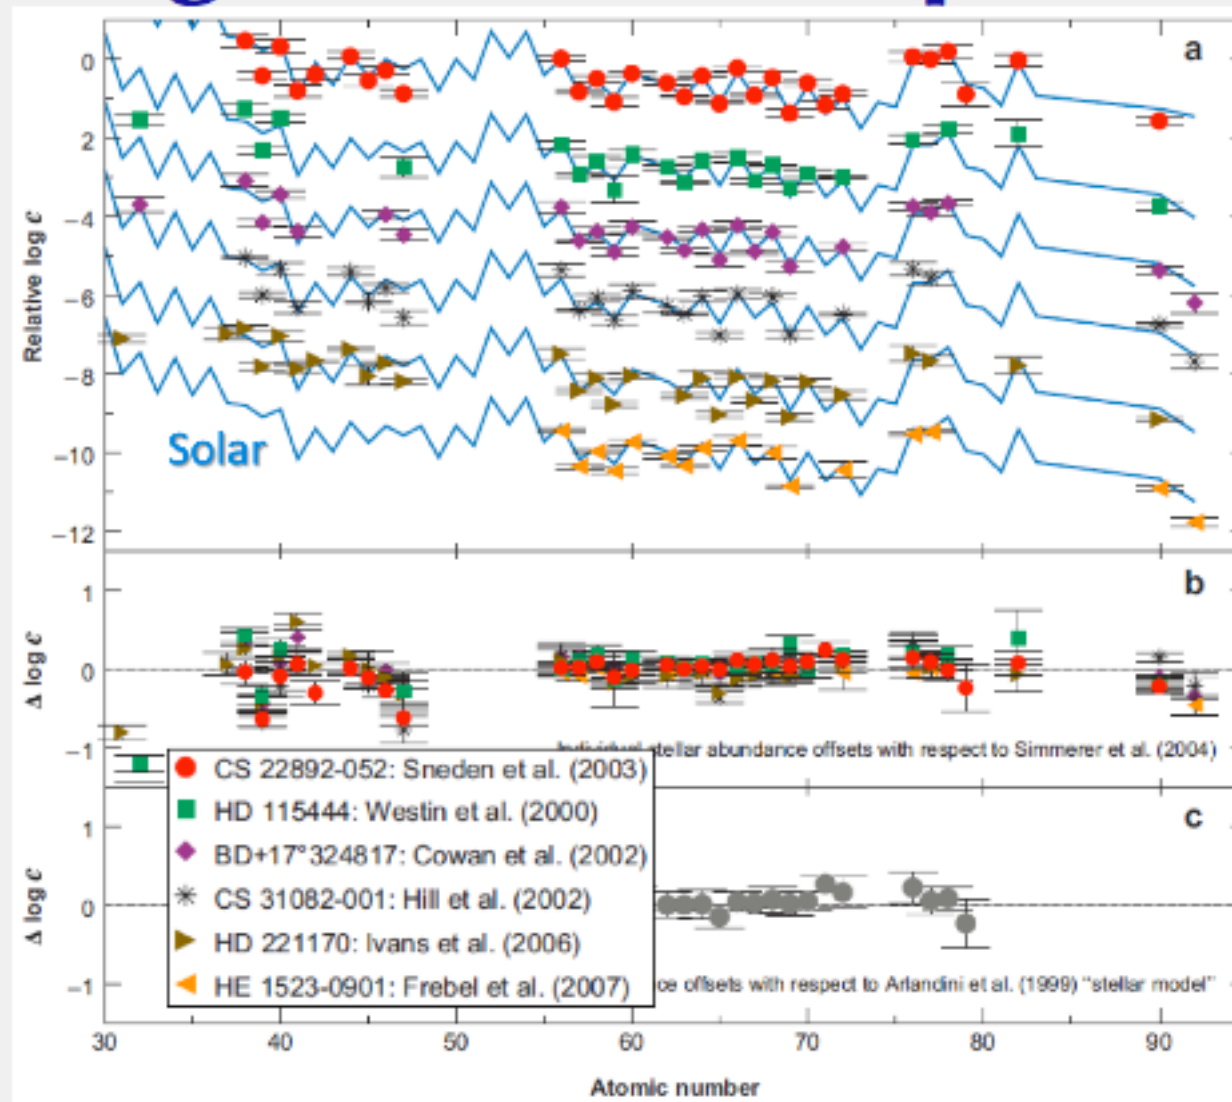 a
0
2
−4
−6
−8
−10
−12
Relative log ϵ
Solar
b
1
0
−1
Δ log ϵ
Individual stellar abundance offsets with respect to Simmerer et al. (2004)
CS 22892-052: Sneden et al. (2003)
HD 115444: Westin et al. (2000)
BD+17°324817: Cowan et al. (2002)
CS 31082-001: Hill et al. (2002)
HD 221170: Ivans et al. (2006)
HE 1523-0901: Frebel et al. (2007)
c
1
0
−1
Δ log ϵ
ce offsets with respect to Arlandini et al. (1999) “stellar model”
30 40 50 60 70 80 90
Atomic number